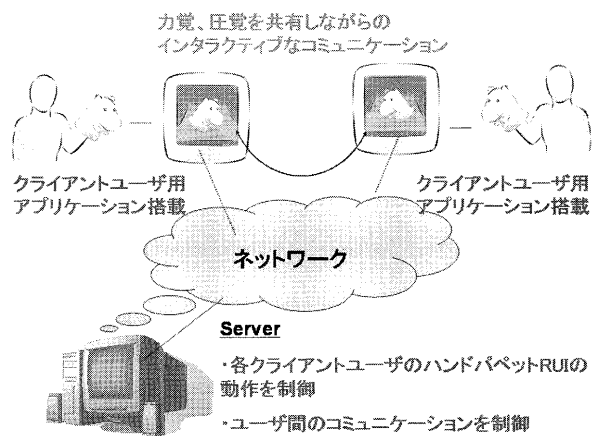 力覚、圧覚を共有しながらの
インタラクティブなコミュニケーション
クライアントユーザ用
アプリケーション搭載
クライアントユーザ用
アプリケーション搭載
ネットワーク
Server
・各クライアントユーザのハンドパペットRUIの
動作を制御
・ユーザ間のコミュニケーションを制御